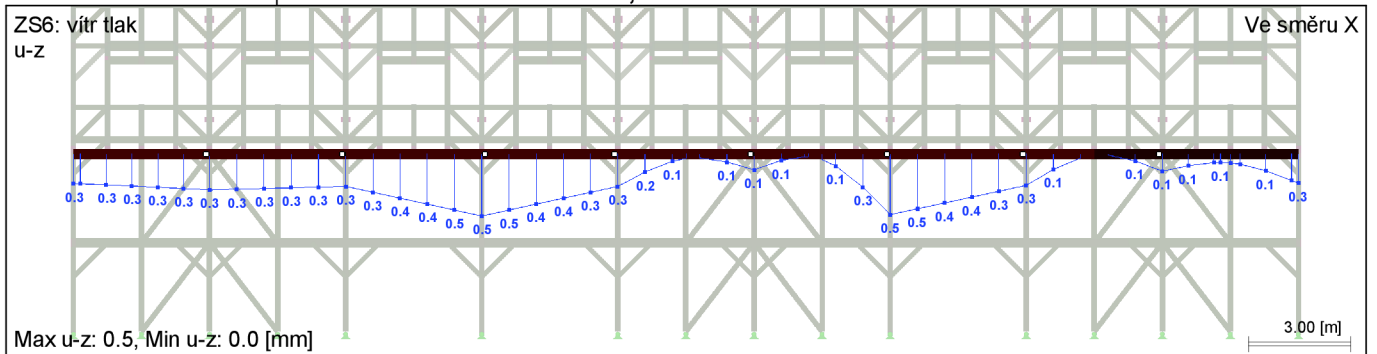 ZS6: vítr tlak
Ve směru X
u-z
0.3 0.3 0.3 0.3 0.3 0.3 0.3 0.3 0.3 0.3 0.3 0.3 0.4 0.4 0.5 0.5 0.5 0.4 0.4 0.3 0.3 0.2 0.1 0.1 0.1 0.1 0.1 0.3 0.5 0.5 0.4 0.4 0.3 0.3 0.1 0.1 0.1 0.1 0.1 0.1 0.3
Max u-z: 0.5, Min u-z: 0.0 [mm]
3.00 [m]